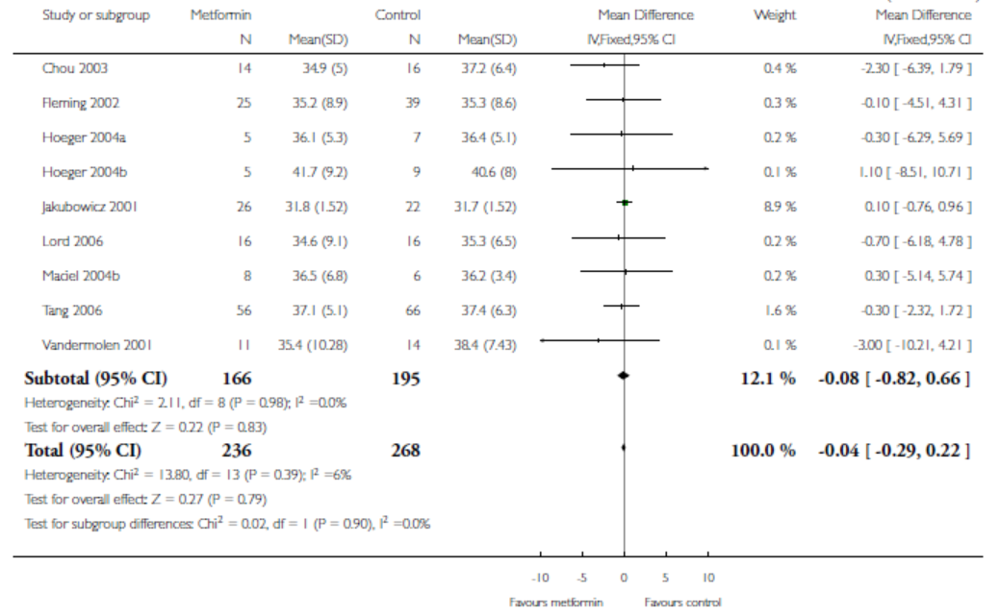 Study or subgroup Metformin Control Mean Difference Weight Mean Difference
N Mean(SD) N Mean(SD) IV,Fixed,95% CI IV,Fixed,95% CI
Chou 2003 14 34.9 (5) 16 37.2 (6.4) 0.4 % -2.30 [ -6.39, 1.79 ]
Fleming 2002 25 35.2 (8.9) 39 35.3 (8.6) 0.3 % -0.10 [ -4.51, 4.31 ]
Hoeger 2004a 5 36.1 (5.3) 7 36.4 (5.1) 0.2 % -0.30 [ -6.29, 5.69 ]
Hoeger 2004b 5 41.7 (9.2) 9 40.6 (8) 0.1 % 1.10 [ -8.51, 10.71 ]
Jakubowicz 2001 26 31.8 (1.52) 22 31.7 (1.52) 8.9 % 0.10 [ -0.76, 0.96 ]
Lord 2006 16 34.6 (9.1) 16 35.3 (6.5) 0.2 % -0.70 [ -6.18, 4.78 ]
Maciel 2004b 8 36.5 (6.8) 6 36.2 (3.4) 0.2 % 0.30 [ -5.14, 5.74 ]
Tang 2006 56 37.1 (5.1) 66 37.4 (6.3) 1.6 % -0.30 [ -2.32, 1.72 ]
Vandermolen 2001 11 35.4 (10.28) 14 38.4 (7.43) 0.1 % -3.00 [ -10.21, 4.21 ]
Subtotal (95% CI) 166 195 12.1 % -0.08 [ -0.82, 0.66 ]
Heterogeneity: Chi² = 2.11, df = 8 (P = 0.98); I² =0.0%
Test for overall effect: Z = 0.22 (P = 0.83)
Total (95% CI) 236 268 100.0 % -0.04 [ -0.29, 0.22 ]
Heterogeneity: Chi² = 13.80, df = 13 (P = 0.39); I² =6%
Test for overall effect: Z = 0.27 (P = 0.79)
Test for subgroup differences: Chi² = 0.02, df = 1 (P = 0.90), I² =0.0%
-10 -5 0 5 10
Favours metformin Favours control